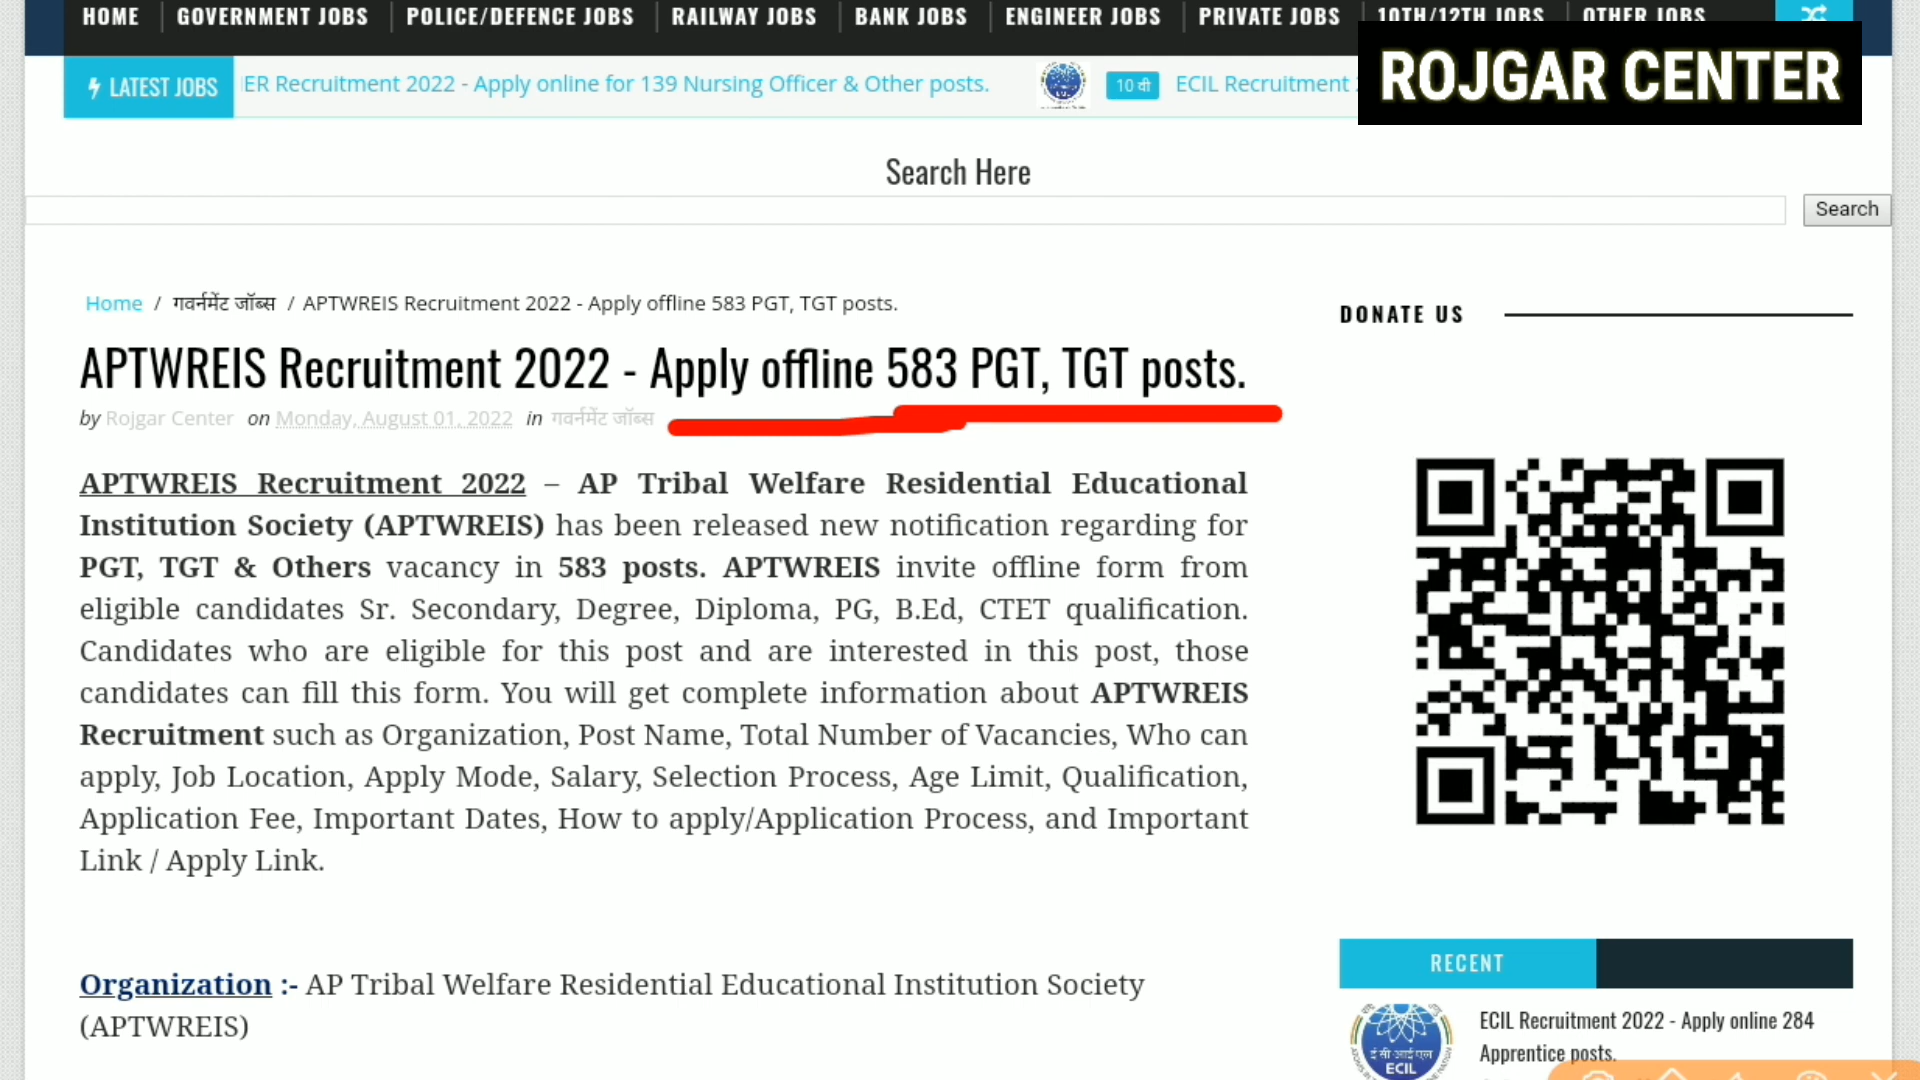 HOME GOVERNMENT JOBS POLICE/DEFENCE JOBS RAILWAY JOBS BANK JOBS ENGINEER JOBS PRIVATE JOBS 10TH/12TH JOBS OTHER JOBS
ROJGAR CENTER
LATEST JOBS ER Recruitment 2022 - Apply online for 139 Nursing Officer & Other posts. 10 वी ECIL Recruitment
Search Here
Search
Home / गवर्नमेंट जॉब्स / APTWREIS Recruitment 2022 - Apply offline 583 PGT, TGT posts.
APTWREIS Recruitment 2022 - Apply offline 583 PGT, TGT posts.
by Rojgar Center on Monday, August 01, 2022 in गवर्नमेंट जॉब्स
APTWREIS Recruitment 2022 – AP Tribal Welfare Residential Educational
Institution Society (APTWREIS) has been released new notification regarding for
PGT, TGT & Others vacancy in 583 posts. APTWREIS invite offline form from
eligible candidates Sr. Secondary, Degree, Diploma, PG, B.Ed, CTET qualification.
Candidates who are eligible for this post and are interested in this post, those
candidates can fill this form. You will get complete information about APTWREIS
Recruitment such as Organization, Post Name, Total Number of Vacancies, Who can
apply, Job Location, Apply Mode, Salary, Selection Process, Age Limit, Qualification,
Application Fee, Important Dates, How to apply/Application Process, and Important
Link / Apply Link.
Organization :- AP Tribal Welfare Residential Educational Institution Society
(APTWREIS)
DONATE US
RECENT
ई सी आई एल
ECIL
ECIL Recruitment 2022 - Apply online 284
Apprentice posts.